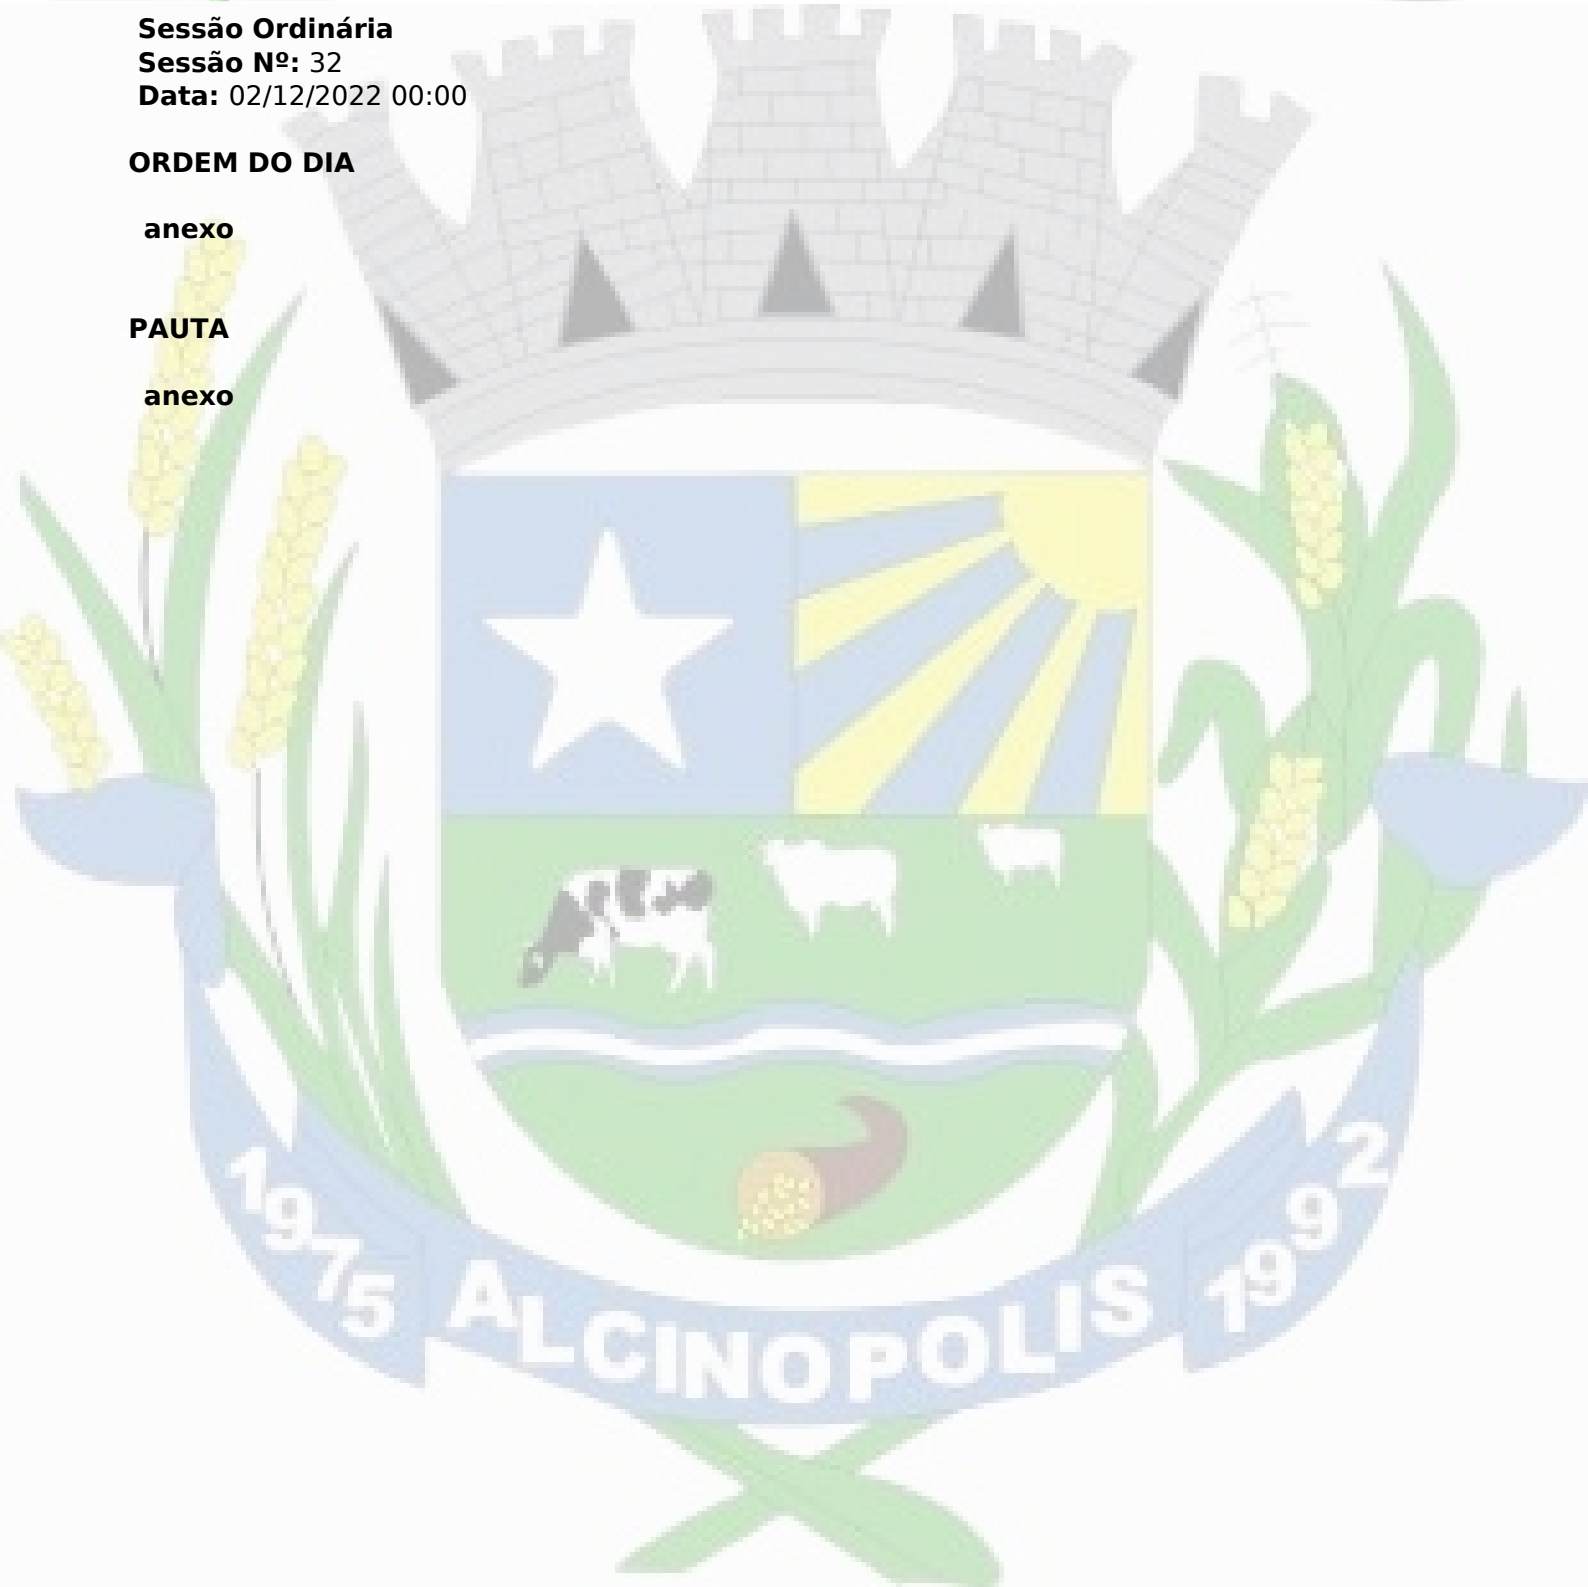 Sessão Ordinária
Sessão Nº: 32
Data: 02/12/2022 00:00
ORDEM DO DIA
anexo
PAUTA
anexo
1975 ALCINOPOLIS 1992